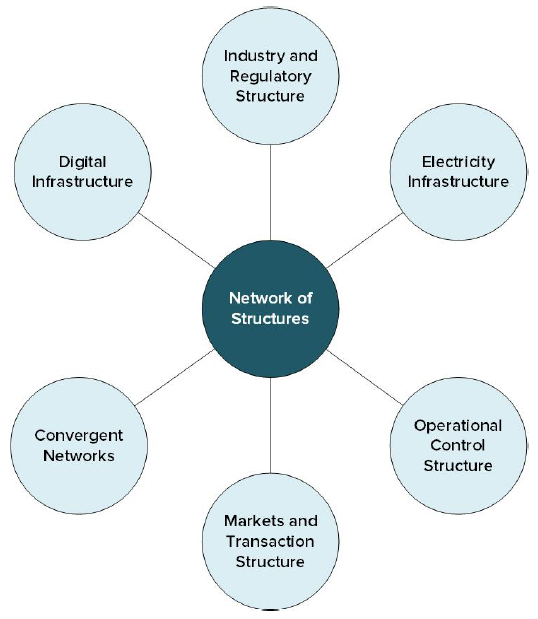 Industry and
Regulatory
Structure
Digital
Infrastructure
Electricity
Infrastructure
Network of
Structures
Convergent
Networks
Operational
Control
Structure
Markets and
Transaction
Structure